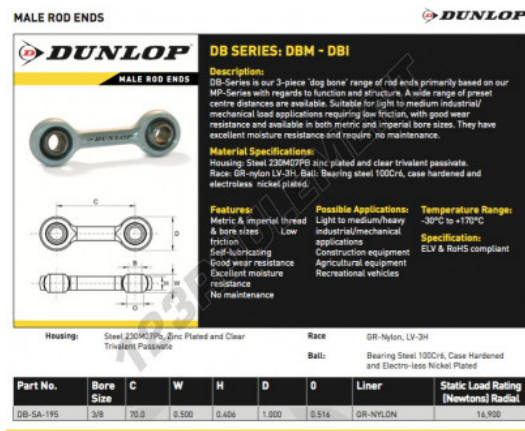 MALE ROD ENDS
DUNLOP
DUNLOP
MALE ROD ENDS
DB SERIES: DBM - DBI
Description:
DB-Series is our 3-piece 'dog bone' range of rod ends primarily based on our
MP-Series with regards to function and structure. A wide range of preset
centre distances are available. Suitable for light to medium industrial/
mechanical load applications requiring low friction, with good wear
resistance and available in both metric and imperial bore sizes. They have
excellent moisture resistance and require no maintenance.
Material Specifications:
Housing: Steel 230M07PB zinc plated and clear trivalent passivate.
Race: GR-nylon LV-3H. Ball: Bearing steel 100Cr6, case hardened and
electroless nickel plated.
Features:
Metric & imperial thread
& bore sizes Low
friction
Self-lubricating
Good wear resistance
Excellent moisture
resistance
No maintenance
Possible Applications:
Light to medium/heavy
industrial/mechanical
applications
Construction equipment
Agricultural equipment
Recreational vehicles
Temperature Range:
-30°C to +170°C
Specification:
ELV & RoHS compliant
DUNLOP
C
D
B
H
W
O
123ROULEMENT
Housing: Steel 230M07Pb, Zinc Plated and Clear
Trivalent Passivate
Race GR-Nylon, LV-3H
Ball: Bearing Steel 100Cr6, Case Hardened
and Electro-less Nickel Plated
Part No. Bore Size C W H D 0 Liner Static Load Rating (Newtons) Radial
DB-SA-195 3/8 70.0 0.500 0.406 1.000 0.516 GR-NYLON 16,900